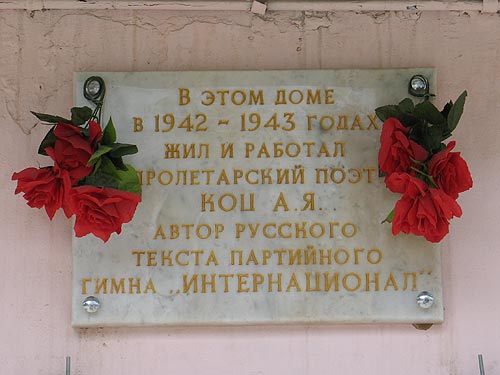 В ЭТОМ ДОМЕ
В 1942 - 1943 ГОДАХ
ЖИЛ И РАБОТАЛ
ПРОЛЕТАРСКИЙ ПОЭТ
КОЦ А.Я.
АВТОР РУССКОГО
ТЕКСТА ПАРТИЙНОГО
ГИМНА „ИНТЕРНАЦИОНАЛ"